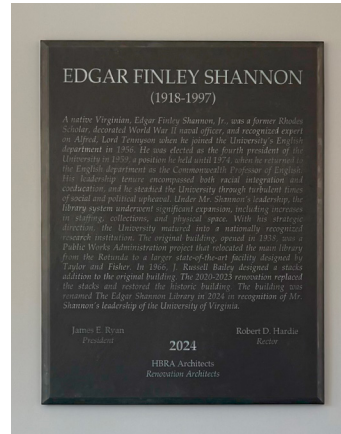 EDGAR FINLEY SHANNON
(1918-1997)
A native Virginian, Edgar Finley Shannon, Jr., was a former Rhodes
Scholar, decorated World War II naval officer, and recognized expert
on Alfred, Lord Tennyson when he joined the University's English
department in 1956. He was elected as the fourth president of the
University in 1959, a position he held until 1974, when he returned to
the English department as the Commonwealth Professor of English.
His leadership tenure encompassed both racial integration and
coeducation, and he steadied the University through turbulent times
of social and political upheaval. Under Mr. Shannon's leadership, the
library system underwent significant expansion, including increases
in staffing, collections, and physical space. With his strategic
direction, the University matured into a nationally recognized
research institution. The original building, opened in 1938, was a
Public Works Administration project that relocated the main library
from the Rotunda to a larger state-of-the-art facility designed by
Taylor and Fisher. In 1966, J. Russell Bailey designed a stacks
addition to the original building. The 2020-2023 renovation replaced
the stacks and restored the historic building. The building was
renamed The Edgar Shannon Library in 2024 in recognition of Mr.
Shannon's leadership of the University of Virginia.
James E. Ryan
President
Robert D. Hardie
Rector
2024
HBRA Architects
Renovation Architects